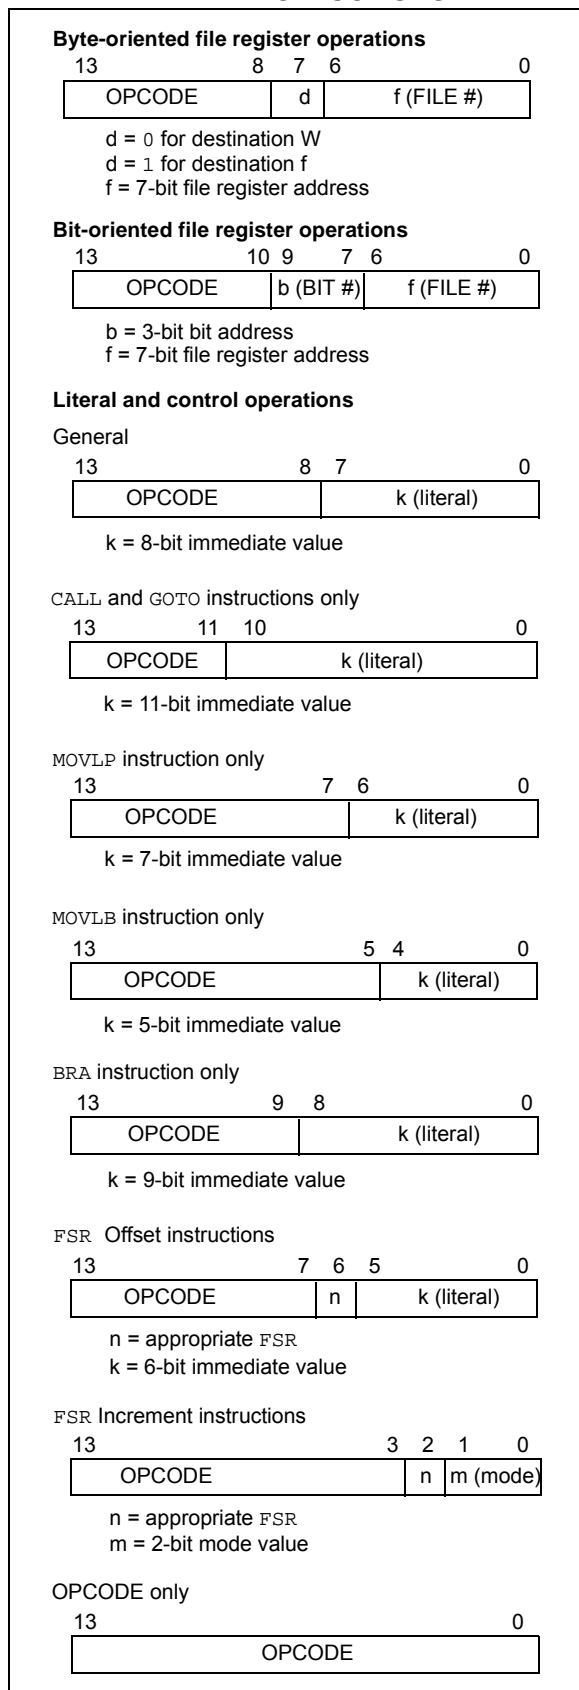 Byte-oriented file register operations
13 8 7 6 0
OPCODE d f (FILE #)
d = 0 for destination W
d = 1 for destination f
f = 7-bit file register address
Bit-oriented file register operations
13 10 9 7 6 0
OPCODE b (BIT #) f (FILE #)
b = 3-bit bit address
f = 7-bit file register address
Literal and control operations
General
13 8 7 0
OPCODE k (literal)
k = 8-bit immediate value
CALL and GOTO instructions only
13 11 10 0
OPCODE k (literal)
k = 11-bit immediate value
MOVLP instruction only
13 7 6 0
OPCODE k (literal)
k = 7-bit immediate value
MOVLB instruction only
13 5 4 0
OPCODE k (literal)
k = 5-bit immediate value
BRA instruction only
13 9 8 0
OPCODE k (literal)
k = 9-bit immediate value
FSR Offset instructions
13 7 6 5 0
OPCODE n k (literal)
n = appropriate FSR
k = 6-bit immediate value
FSR Increment instructions
13 3 2 1 0
OPCODE n m (mode)
n = appropriate FSR
m = 2-bit mode value
OPCODE only
13 0
OPCODE